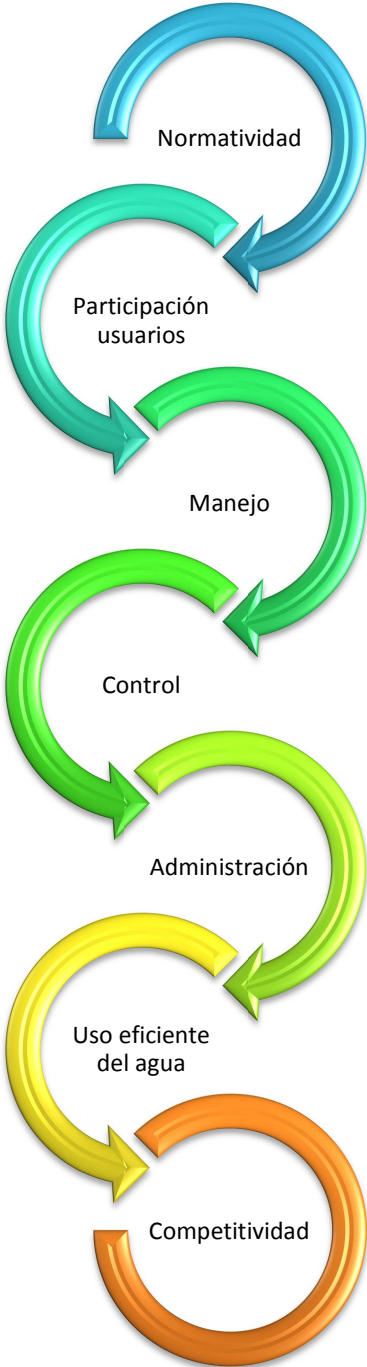 Normatividad
Participación
usuarios
Manejo
Control
Administración
Uso eficiente
del agua
Competitividad